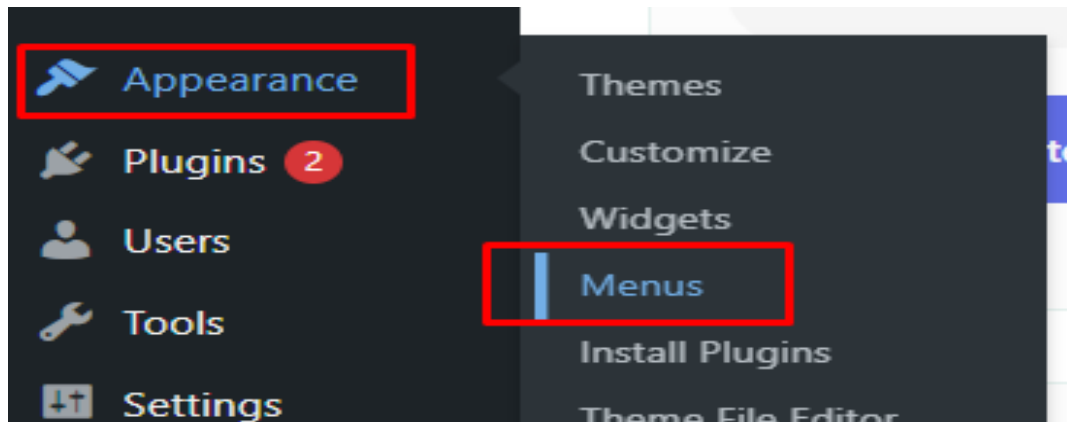 Appearance
Plugins 2
Users
Tools
Settings
Themes
Customize
Widgets
Menus
Install Plugins
Theme File Editor